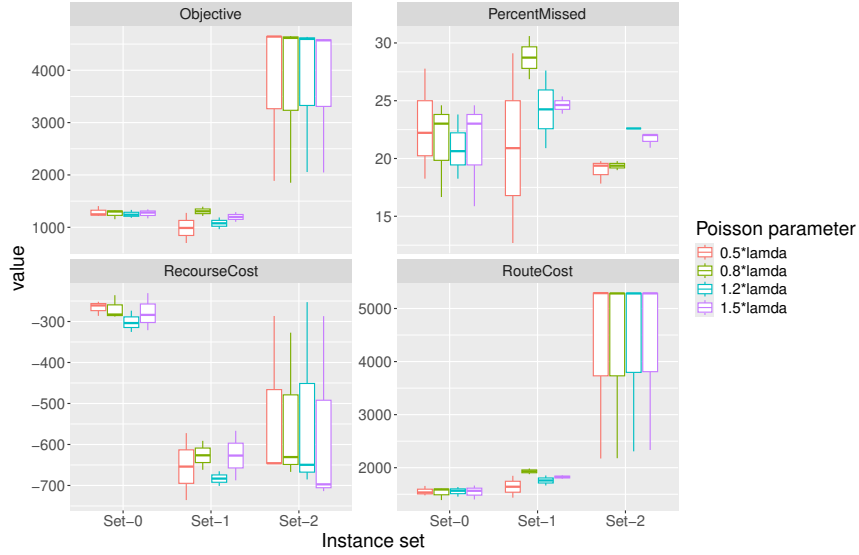 Objective
PercentMissed
4000
3000
2000
1000
30
25
20
15
value
RecourseCost
RouteCost
−300
−400
−500
−600
−700
5000
4000
3000
2000
Set−0
Set−1
Set−2
Set−0
Set−1
Set−2
Instance set
Poisson parameter
0.5*lamda
0.8*lamda
1.2*lamda
1.5*lamda